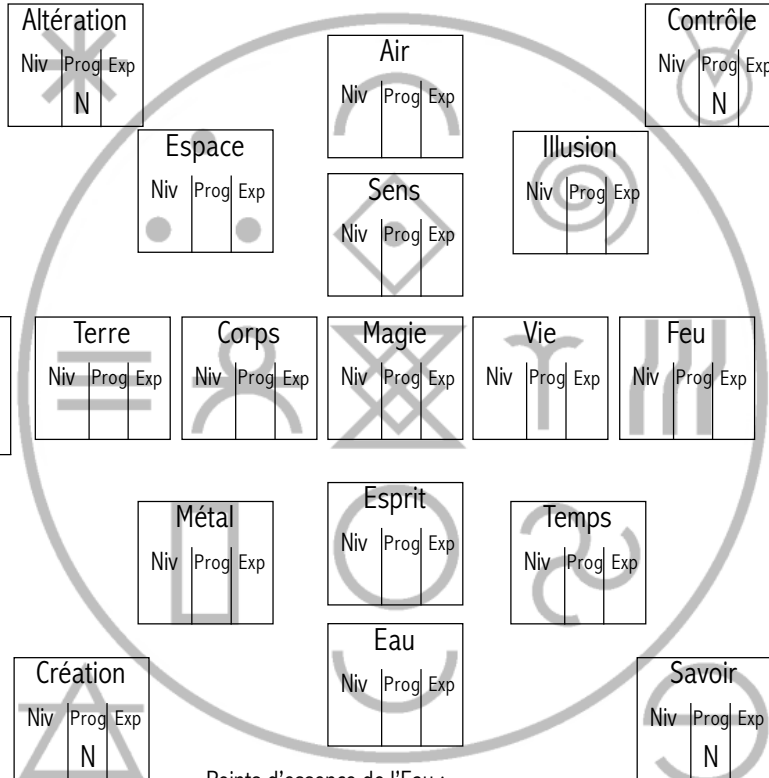 Altération
Niv Prog Exp
N
Contrôle
Niv Prog Exp
N
Air
Niv Prog Exp
Espace
Niv Prog Exp
Illusion
Niv Prog Exp
Sens
Niv Prog Exp
Terre
Niv Prog Exp
Corps
Niv Prog Exp
Magie
Niv Prog Exp
Vie
Niv Prog Exp
Feu
Niv Prog Exp
Métal
Niv Prog Exp
Esprit
Niv Prog Exp
Temps
Niv Prog Exp
Eau
Niv Prog Exp
Création
Niv Prog Exp
N
Savoir
Niv Prog Exp
N